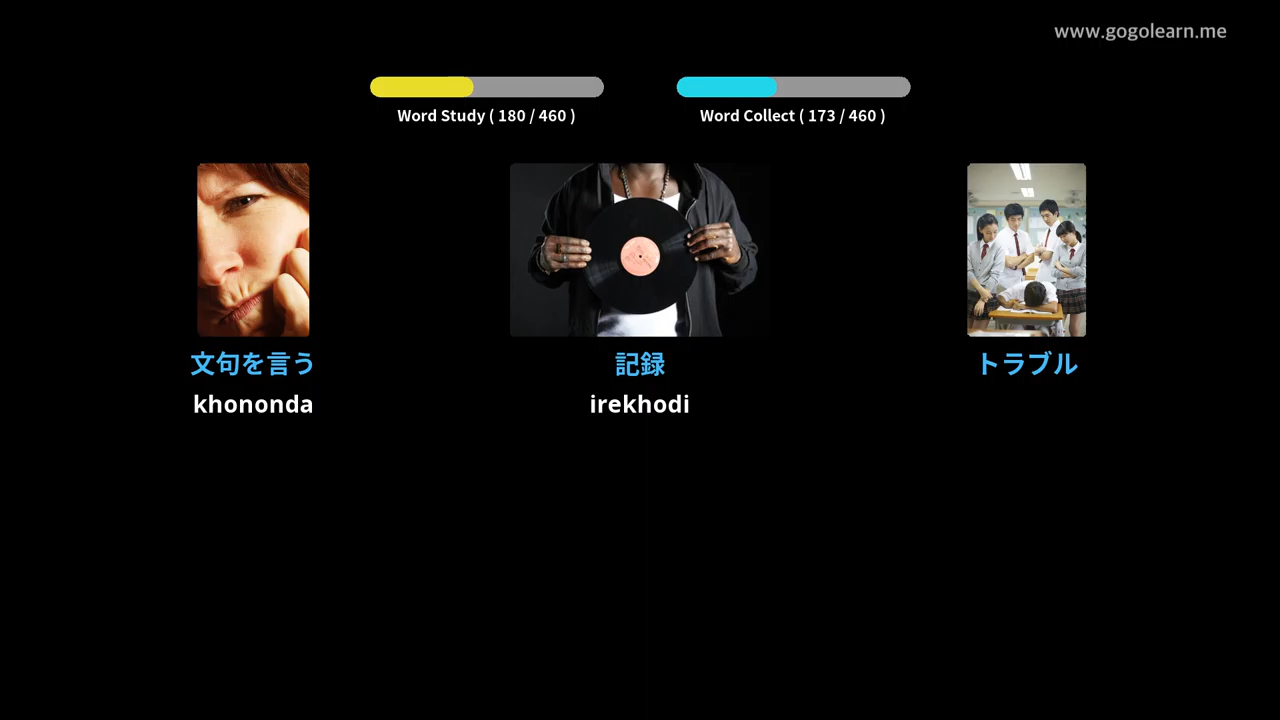 www.gogolearn.me
Word Study ( 180 / 460 )
Word Collect ( 173 / 460 )
文句を言う
記録
トラブル
khononda
irekhodi